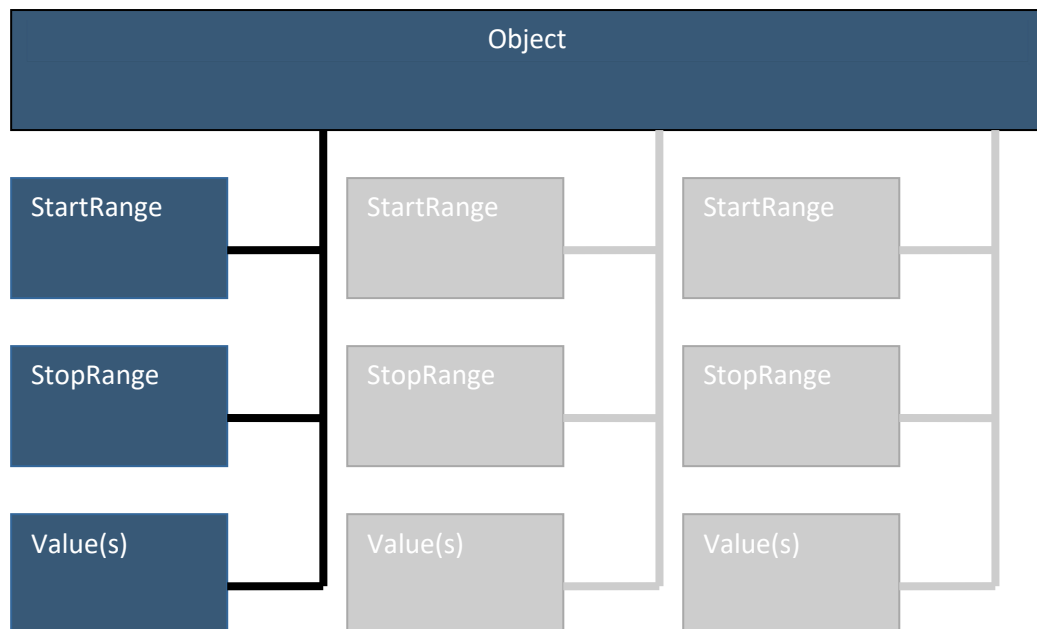 Object
StartRange
StartRange
StartRange
StopRange
StopRange
StopRange
Value(s)
Value(s)
Value(s)